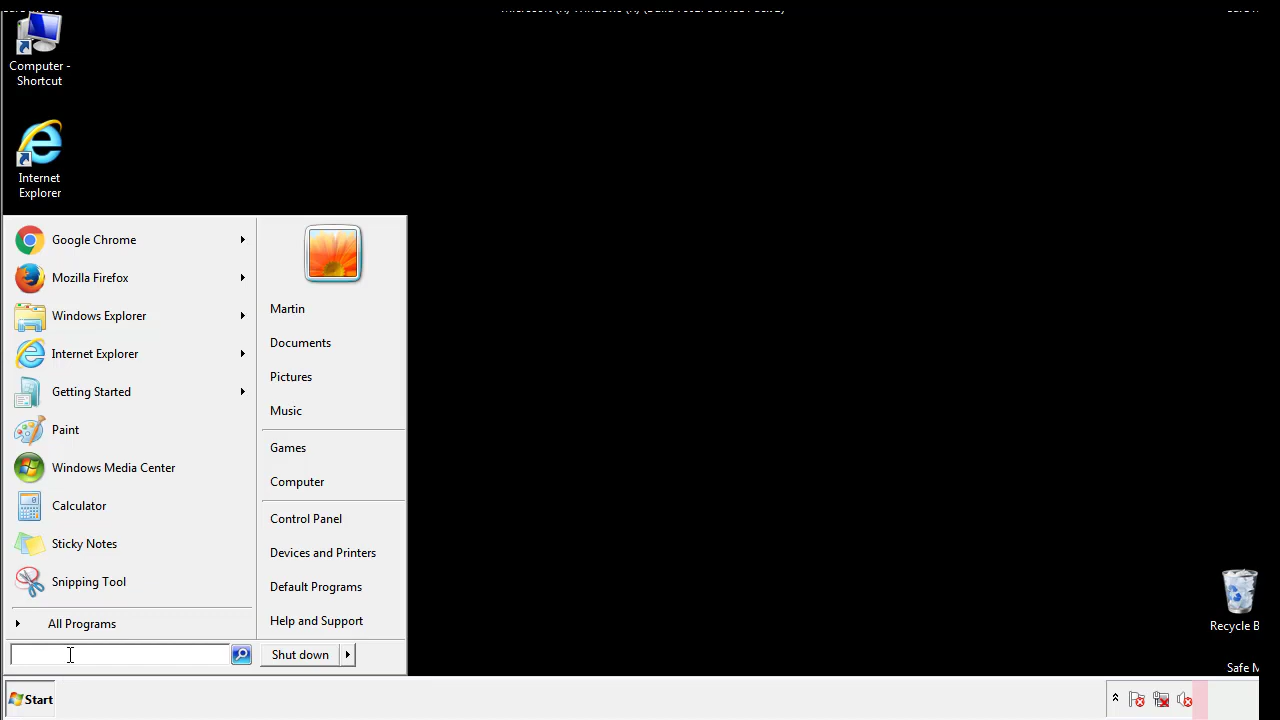 Computer -
Shortcut
Internet
Explorer
Google Chrome
Mozilla Firefox
Windows Explorer
Internet Explorer
Getting Started
Paint
Windows Media Center
Calculator
Sticky Notes
Snipping Tool
All Programs
Martin
Documents
Pictures
Music
Games
Computer
Control Panel
Devices and Printers
Default Programs
Help and Support
Shut down
Recycle B
Safe M
Start